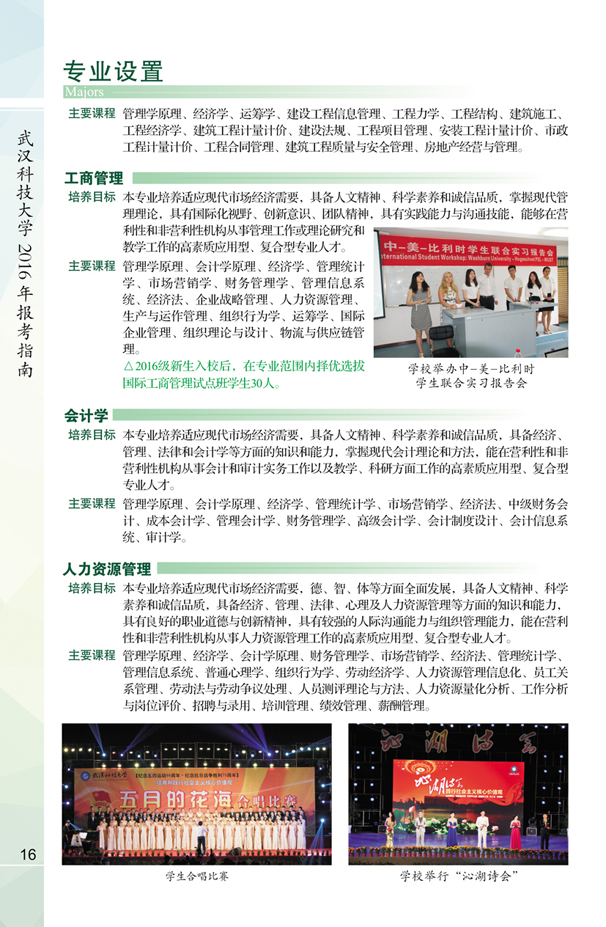 专业设置
Majors
主要课程 管理学原理、经济学、运筹学、建设工程信息管理、工程力学、工程结构、建筑施工、
工程经济学、建筑工程计量计价、建设法规、工程项目管理、安装工程计量计价、市政
工程计量计价、工程合同管理、建筑工程质量与安全管理、房地产经营与管理。
工商管理
培养目标 本专业培养适应现代市场经济需要，具备人文精神、科学素养和诚信品质，掌握现代管
理理论，具有国际化视野、创新意识、团队精神，具有实践能力与沟通技能，能够在营
利性和非营利性机构从事管理工作或理论研究和
教学工作的高素质应用型、复合型专业人才。
主要课程 管理学原理、会计学原理、经济学、管理统计
学、市场营销学、财务管理学、管理信息系
统、经济法、企业战略管理、人力资源管理、
生产与运作管理、组织行为学、运筹学、国际
企业管理、组织理论与设计、物流与供应链管
理。
△2016级新生入校后，在专业范围内择优选拔
国际工商管理试点班学生30人。
中-美-比利时学生联合实习报告会
International Student Workshop: Washburn University - Hogeschool PXL - WUST
学校举办中-美-比利时
学生联合实习报告会
会计学
培养目标 本专业培养适应现代市场经济需要，具备人文精神、科学素养和诚信品质，具备经济、
管理、法律和会计学等方面的知识和能力，掌握现代会计理论和方法，能在营利性和非
营利性机构从事会计和审计实务工作以及教学、科研方面工作的高素质应用型、复合型
专业人才。
主要课程 管理学原理、会计学原理、经济学、管理统计学、市场营销学、经济法、中级财务会
计、成本会计学、管理会计学、财务管理学、高级会计学、会计制度设计、会计信息系
统、审计学。
人力资源管理
培养目标 本专业培养适应现代市场经济需要，德、智、体等方面全面发展，具备人文精神、科学
素养和诚信品质，具备经济、管理、法律、心理及人力资源管理等方面的知识和能力，
具有良好的职业道德与创新精神，具有较强的人际沟通能力与组织管理能力，能在营利
性和非营利性机构从事人力资源管理工作的高素质应用型、复合型专业人才。
主要课程 管理学原理、经济学、会计学原理、财务管理学、市场营销学、经济法、管理统计学、
管理信息系统、普通心理学、组织行为学、劳动经济学、人力资源管理信息化、员工关
系管理、劳动法与劳动争议处理、人员测评理论与方法、人力资源量化分析、工作分析
与岗位评价、招聘与录用、培训管理、绩效管理、薪酬管理。
武汉科技大学
五月的花海 合唱比赛
学生合唱比赛
沁湖诗会
沁湖诗会
践行社会主义核心价值观
学校举行“沁湖诗会”
武汉科技大学 2016 年报考指南
16